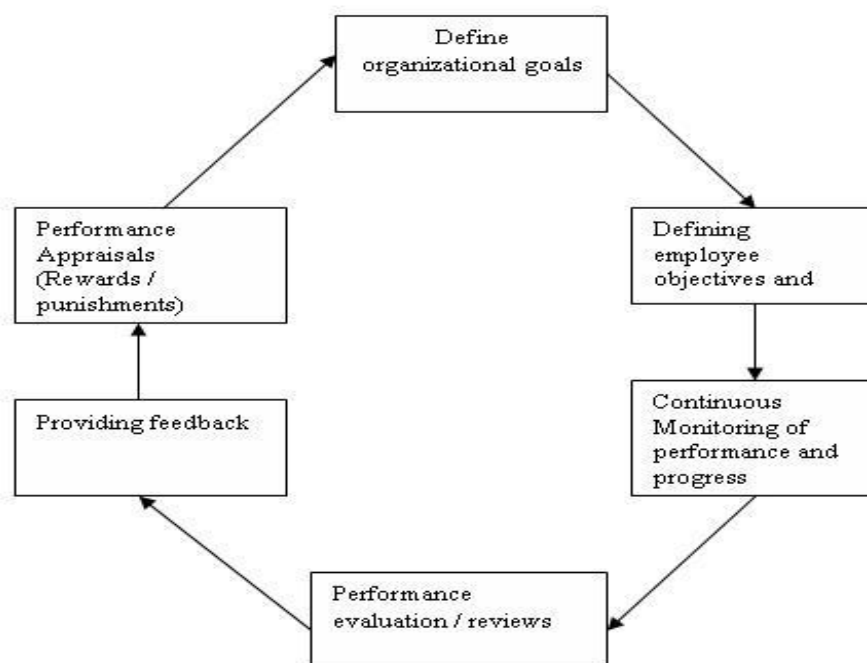 Define
organizational goals
Defining
employee
objectives and
Continuous
Monitoring of
performance and
progress
Performance
evaluation / reviews
Providing feedback
Performance
Appraisals
(Rewards /
punishments)